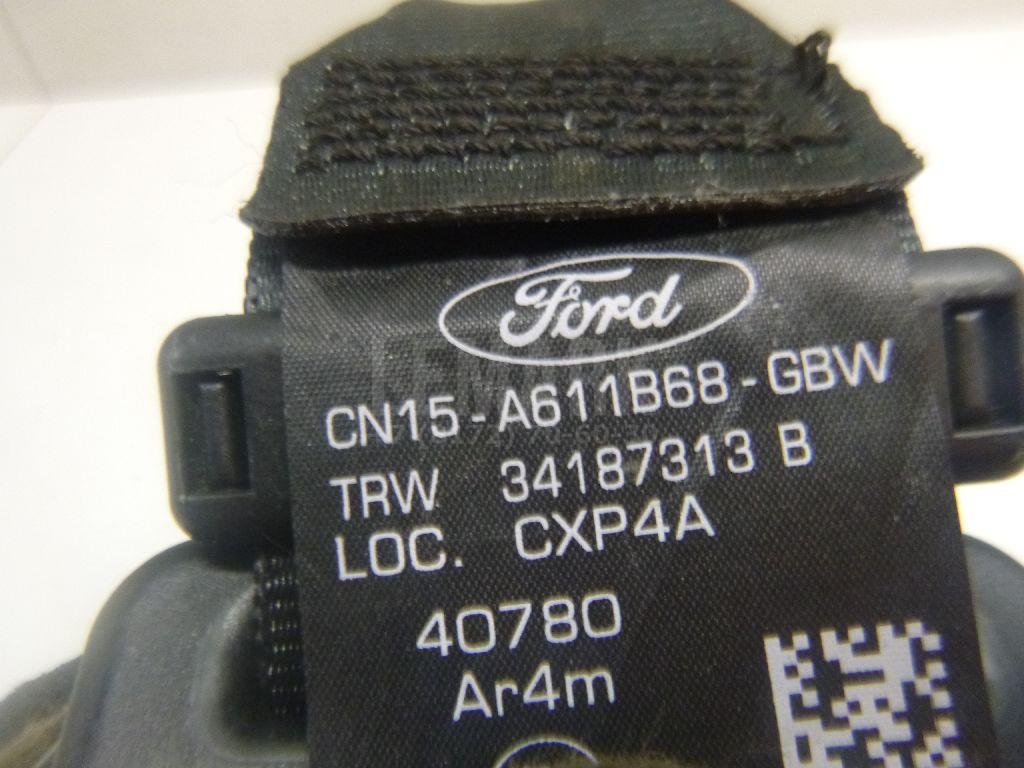 Ford
CN15-A611B68-GBW
TRW 34187313 B
LOC. CXP4A
40780
Ar4m